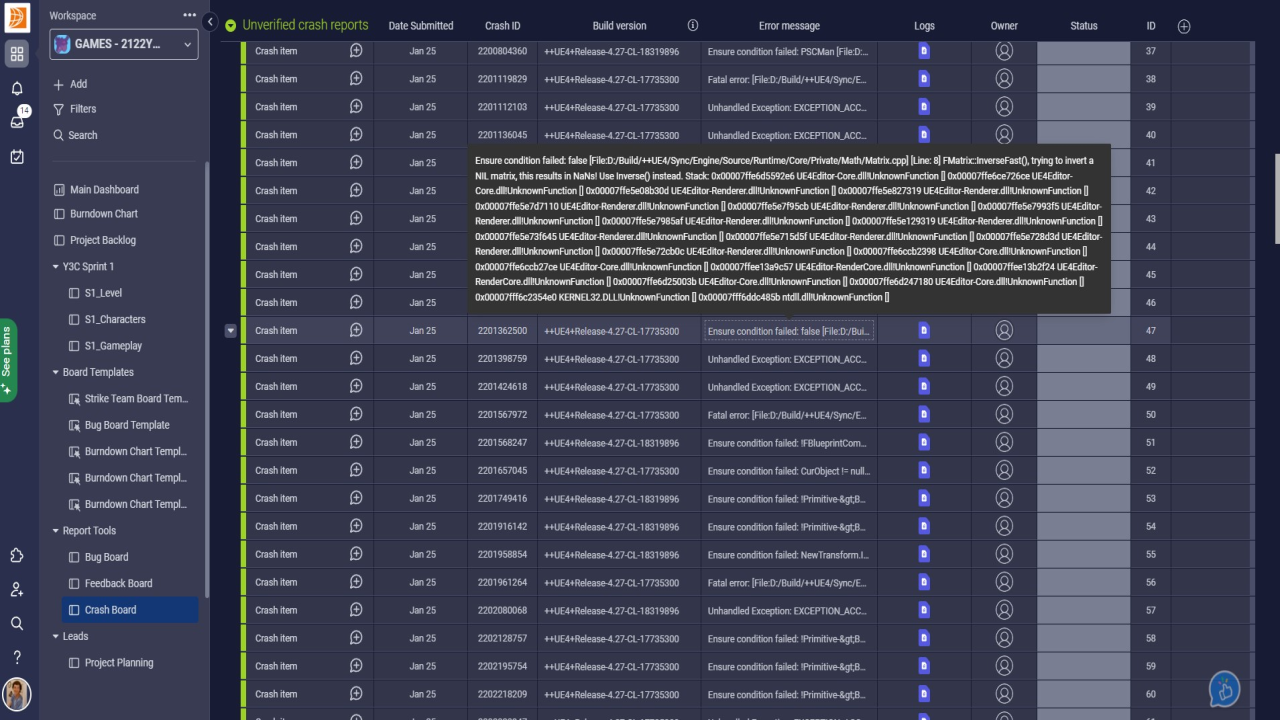 Workspace
GAMES - 2122Y...
Add
Filters
14
Search
Main Dashboard
Burndown Chart
Project Backlog
Y3C Sprint 1
S1_Level
S1_Characters
S1_Gameplay
See plans
Board Templates
Strike Team Board Tem...
Bug Board Template
Burndown Chart Templ...
Burndown Chart Templ...
Burndown Chart Templ...
Report Tools
Bug Board
Feedback Board
Crash Board
Leads
Project Planning
Unverified crash reports Date Submitted Crash ID Build version Error message Logs Owner Status ID
Crash item Jan 25 2200804360 ++UE4+Release-4.27-CL-18319896 Ensure condition failed: PSCMan [File:D:... 37
Crash item Jan 25 2201119829 ++UE4+Release-4.27-CL-17735300 Fatal error: [File:D:/Build/++UE4/Sync/E... 38
Crash item Jan 25 2201112103 ++UE4+Release-4.27-CL-17735300 Unhandled Exception: EXCEPTION_ACC... 39
Crash item Jan 25 2201136045 ++UE4+Release-4.27-CL-17735300 Unhandled Exception: EXCEPTION_ACC... 40
Crash item Jan 25 41
Crash item Jan 25 42
Crash item Jan 25 43
Crash item Jan 25 44
Crash item Jan 25 45
Crash item Jan 25 46
Ensure condition failed: false [File:D:/Build/++UE4/Sync/Engine/Source/Runtime/Core/Private/Math/Matrix.cpp] [Line: 8] FMatrix::InverseFast(), trying to invert a
NIL matrix, this results in NaNs! Use Inverse() instead. Stack: 0x00007ffe6d5592e6 UE4Editor-Core.dll!UnknownFunction [] 0x00007ffe6ce726ce UE4Editor-
Core.dll!UnknownFunction [] 0x00007ffe5e08b30d UE4Editor-Renderer.dll!UnknownFunction [] 0x00007ffe5e827319 UE4Editor-Renderer.dll!UnknownFunction []
0x00007ffe5e7d7110 UE4Editor-Renderer.dll!UnknownFunction [] 0x00007ffe5e7f95cb UE4Editor-Renderer.dll!UnknownFunction [] 0x00007ffe5e7993f5 UE4Editor-
Renderer.dll!UnknownFunction [] 0x00007ffe5e7985af UE4Editor-Renderer.dll!UnknownFunction [] 0x00007ffe5e129319 UE4Editor-Renderer.dll!UnknownFunction []
0x00007ffe5e73f645 UE4Editor-Renderer.dll!UnknownFunction [] 0x00007ffe5e715d5f UE4Editor-Renderer.dll!UnknownFunction [] 0x00007ffe5e728d3d UE4Editor-
Renderer.dll!UnknownFunction [] 0x00007ffe5e72cb0c UE4Editor-Renderer.dll!UnknownFunction [] 0x00007ffe6ccb2398 UE4Editor-Core.dll!UnknownFunction []
0x00007ffe6ccb27ce UE4Editor-Core.dll!UnknownFunction [] 0x00007ffee13a9c57 UE4Editor-RenderCore.dll!UnknownFunction [] 0x00007ffee13b2f24 UE4Editor-
RenderCore.dll!UnknownFunction [] 0x00007ffe6d25003b UE4Editor-Core.dll!UnknownFunction [] 0x00007ffe6d247180 UE4Editor-Core.dll!UnknownFunction []
0x00007fff6c2354e0 KERNEL32.DLL!UnknownFunction [] 0x00007fff6ddc485b ntdll.dll!UnknownFunction []
Crash item Jan 25 2201362500 ++UE4+Release-4.27-CL-17735300 Ensure condition failed: false [File:D:/Bui... 47
Crash item Jan 25 2201398759 ++UE4+Release-4.27-CL-17735300 Unhandled Exception: EXCEPTION_ACC... 48
Crash item Jan 25 2201424618 ++UE4+Release-4.27-CL-17735300 Unhandled Exception: EXCEPTION_ACC... 49
Crash item Jan 25 2201567972 ++UE4+Release-4.27-CL-17735300 Fatal error: [File:D:/Build/++UE4/Sync/E... 50
Crash item Jan 25 2201568247 ++UE4+Release-4.27-CL-18319896 Ensure condition failed: !FBlueprintCom... 51
Crash item Jan 25 2201657045 ++UE4+Release-4.27-CL-17735300 Ensure condition failed: CurObject != null... 52
Crash item Jan 25 2201749416 ++UE4+Release-4.27-CL-18319896 Ensure condition failed: !Primitive-&gt;B... 53
Crash item Jan 25 2201916142 ++UE4+Release-4.27-CL-18319896 Ensure condition failed: !Primitive-&gt;B... 54
Crash item Jan 25 2201958854 ++UE4+Release-4.27-CL-18319896 Ensure condition failed: NewTransform.I... 55
Crash item Jan 25 2201961264 ++UE4+Release-4.27-CL-17735300 Fatal error: [File:D:/Build/++UE4/Sync/E... 56
Crash item Jan 25 2202080068 ++UE4+Release-4.27-CL-18319896 Unhandled Exception: EXCEPTION_ACC... 57
Crash item Jan 25 2202128757 ++UE4+Release-4.27-CL-17735300 Ensure condition failed: !Primitive-&gt;B... 58
Crash item Jan 25 2202195754 ++UE4+Release-4.27-CL-17735300 Ensure condition failed: !Primitive-&gt;B... 59
Crash item Jan 25 2202218209 ++UE4+Release-4.27-CL-17735300 Ensure condition failed: !Primitive-&gt;B... 60